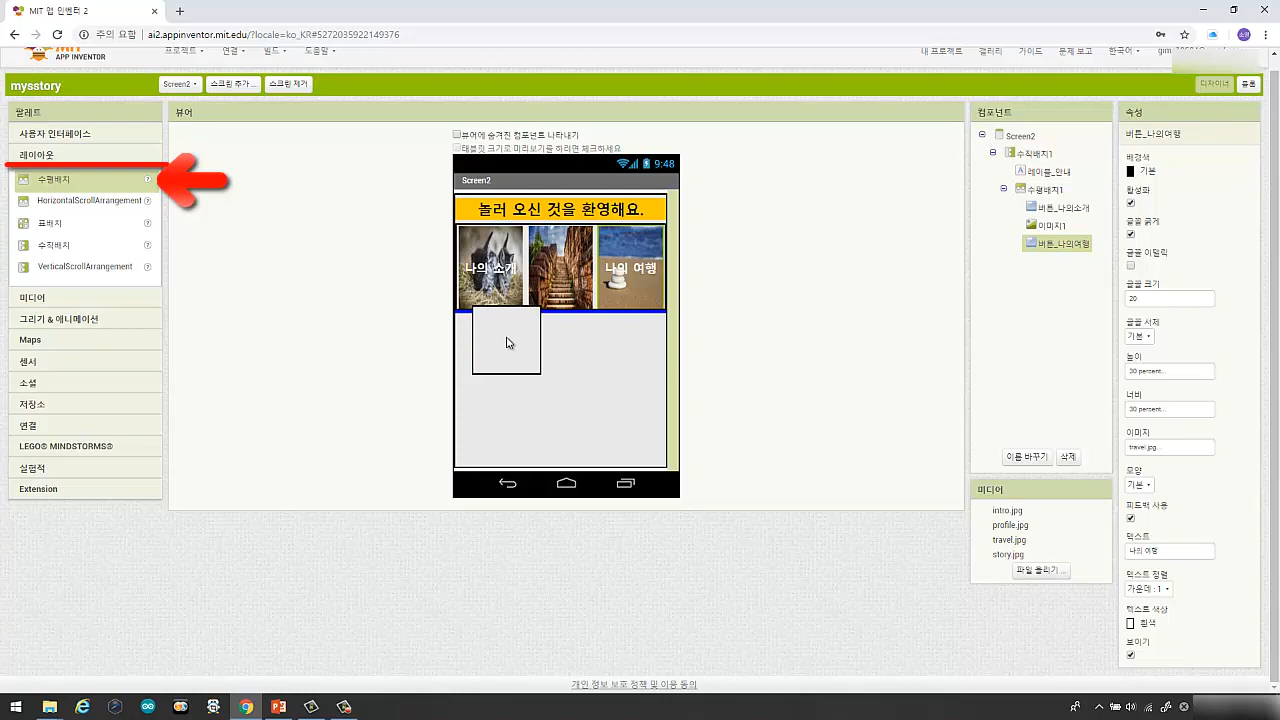 MIT 앱 인벤터 2
주의 요함
ai2.appinventor.mit.edu/?locale=ko_KR#5272035922149376
MIT
APP INVENTOR
프로젝트
연결
빌드
도움말
내 프로젝트
갤러리
가이드
문제 보고
한국어
mysstory
Screen2
스크린 추가 ...
스크린 제거
디자이너
블록
팔레트
사용자 인터페이스
레이아웃
수평배치
HorizontalScrollArrangement
표배치
수직배치
VerticalScrollArrangement
미디어
그리기 & 애니메이션
Maps
센서
소셜
저장소
연결
LEGO® MINDSTORMS®
실험적
Extension
뷰어
뷰어에 숨겨진 컴포넌트 나타내기
태블릿 크기로 미리보기를 하려면 체크하세요
9:48
Screen2
놀러 오신 것을 환영해요.
나의 소개
나의 여행
컴포넌트
Screen2
수직배치1
레이블_안내
수평배치1
버튼_나의소개
이미지1
버튼_나의여행
이름 바꾸기
삭제
미디어
intro.jpg
profile.jpg
travel.jpg
story.jpg
파일 올리기 ...
속성
버튼_나의여행
배경색
기본
활성화
글꼴 굵게
글꼴 이탤릭
글꼴 크기
20
글꼴 서체
기본
높이
30 percent...
너비
30 percent...
이미지
travel.jpg...
모양
기본
피드백 사용
텍스트
나의 여행
텍스트 정렬
가운데 : 1
텍스트 색상
흰색
보이기
개인 정보 보호 정책 및 이용 동의